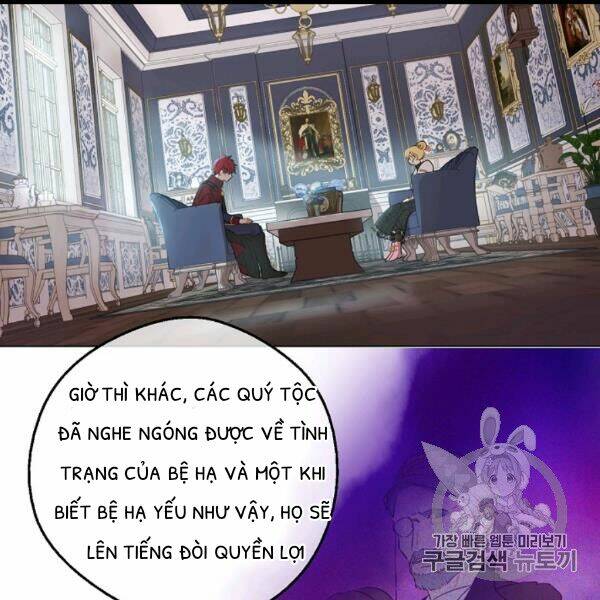 GIỜ THÌ KHÁC, CÁC QUÝ TỘC
ĐÃ NGHE NGÓNG ĐƯỢC VỀ TÌNH
TRẠNG CỦA BỆ HẠ VÀ MỘT KHI
BIẾT BỆ HẠ YẾU NHƯ VẬY, HỌ SẼ
LÊN TIẾNG ĐÒI QUYỀN LỢI
가장 빠른 웹툰 미리보기
구글검색 뉴토끼